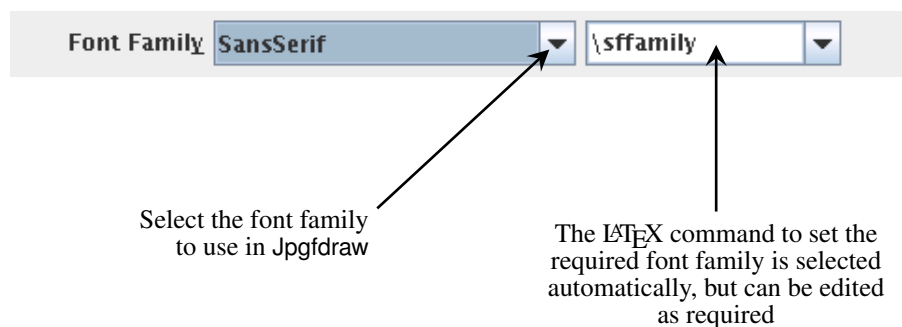 Font Family SansSerif \sffamily
Select the font family
to use in Jpgfdraw
The LATEX command to set the
required font family is selected
automatically, but can be edited
as required